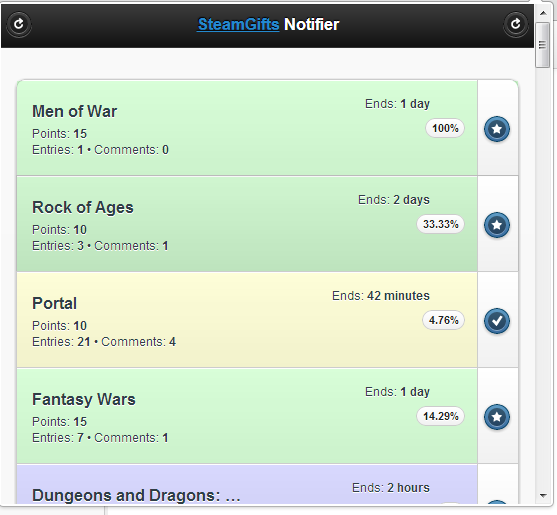 SteamGifts Notifier
Men of War
Ends: 1 day
Points: 15
100%
Entries: 1 • Comments: 0
Rock of Ages
Ends: 2 days
Points: 10
33.33%
Entries: 3 • Comments: 1
Portal
Ends: 42 minutes
Points: 10
4.76%
Entries: 21 • Comments: 4
Fantasy Wars
Ends: 1 day
Points: 15
14.29%
Entries: 7 • Comments: 1
Dungeons and Dragons: …
Ends: 2 hours